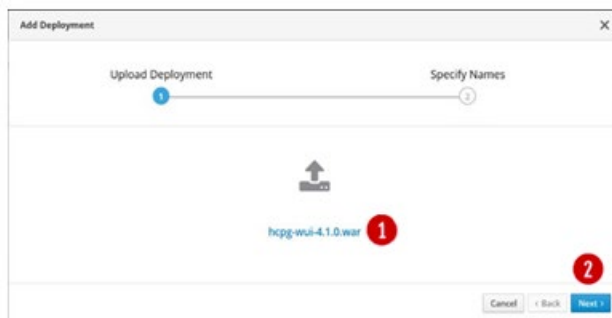 Add Deployment ×
Upload Deployment Specify Names
1 2
hcpg-wui-4.1.0.war 1
2
Cancel < Back Next >